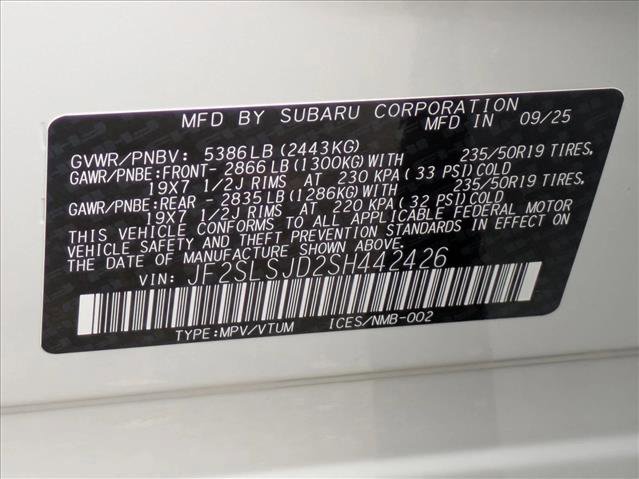 MFD BY SUBARU CORPORATION
MFD IN 09/25
GVWR/PNBV: 5386LB (2443KG)
GAWR/PNBE:FRONT- 2866LB (1300KG) WITH 235/50R19 TIRES,
19X7 1/2J RIMS AT 230 KPA (33 PSI) COLD
GAWR/PNBE:REAR - 2835LB (1286KG) WITH 235/50R19 TIRES,
19X7 1/2J RIMS AT 220 KPA (32 PSI) COLD
THIS VEHICLE CONFORMS TO ALL APPLICABLE FEDERAL MOTOR
VEHICLE SAFETY AND THEFT PREVENTION STANDARDS IN EFFECT ON
THE DATE OF MANUFACTURE SHOWN ABOVE.
VIN: JF2SLSJD2SH442426
TYPE:MPV/VTUM ICES/NMB-002